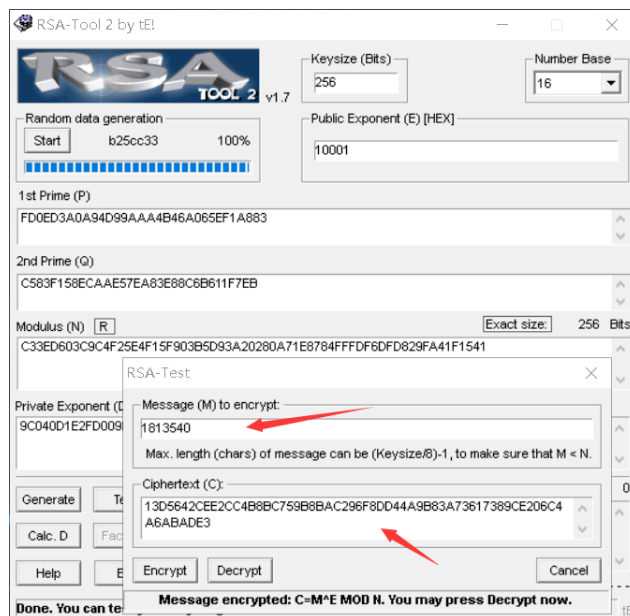 RSA-Tool 2 by tE!
RSA
TOOL 2 v1.7
Keysize (Bits)
256
Number Base
16
Random data generation
Start b25cc33 100%
Public Exponent (E) [HEX]
10001
1st Prime (P)
FD0ED3A0A94D99AAA4B46A065EF1A883
2nd Prime (Q)
C583F158ECAAE57EA83E88C6B611F7EB
Modulus (N) R Exact size: 256 Bits
C33ED603C9C4F25E4F15F903B5D93A20280A71E8784FFFDF6DFD829FA41F1541
RSA-Test
Private Exponent (D
9C040D1E2FD009
Message (M) to encrypt:
1813540
Max. length (chars) of message can be (Keysize/8)-1, to make sure that M < N.
Ciphertext (C):
13D5642CEE2CC4B8BC759B8BAC296F8DD44A9B83A73617389CE206C4
A6ABADE3
Generate Te 0
Calc. D Fac
Help E
Encrypt Decrypt Cancel
Message encrypted: C=M^E MOD N. You may press Decrypt now.
Done. You can te